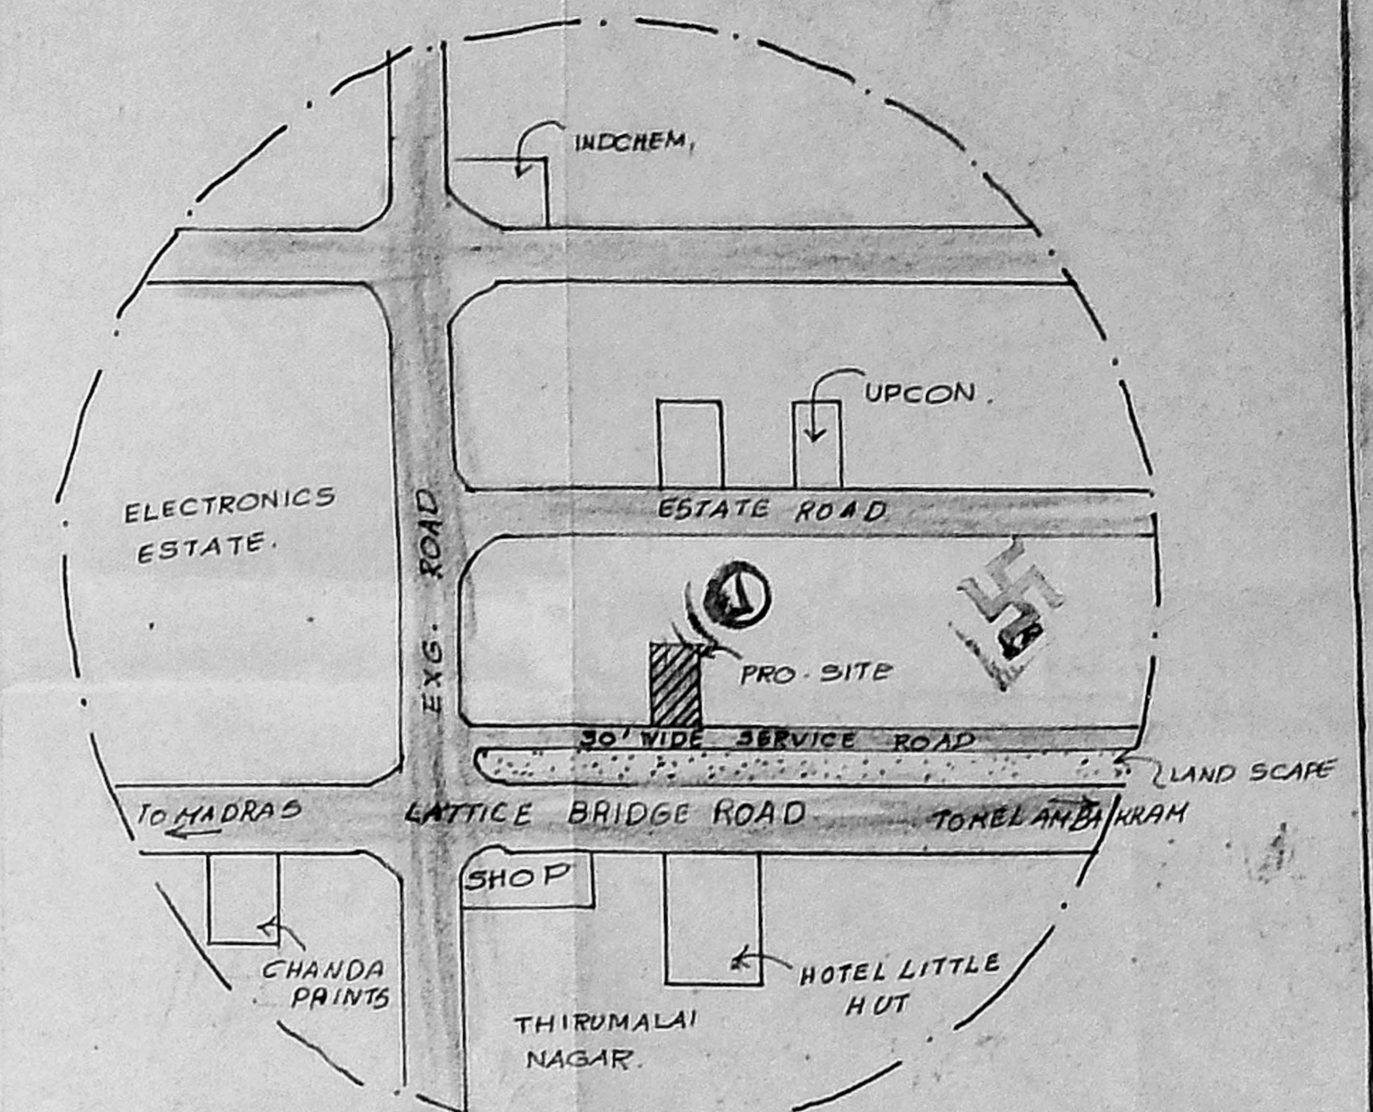 INDCHEM,
UPCON.
ELECTRONICS
ESTATE.
ESTATE ROAD
EXG. ROAD
PRO. SITE
30' WIDE SERVICE ROAD
LAND SCAPE
TO MADRAS
LATTICE BRIDGE ROAD
TO KELAMBAKRAM
SHOP
CHANDA
PAINTS
HOTEL LITTLE
HUT
THIRUMALAI
NAGAR.